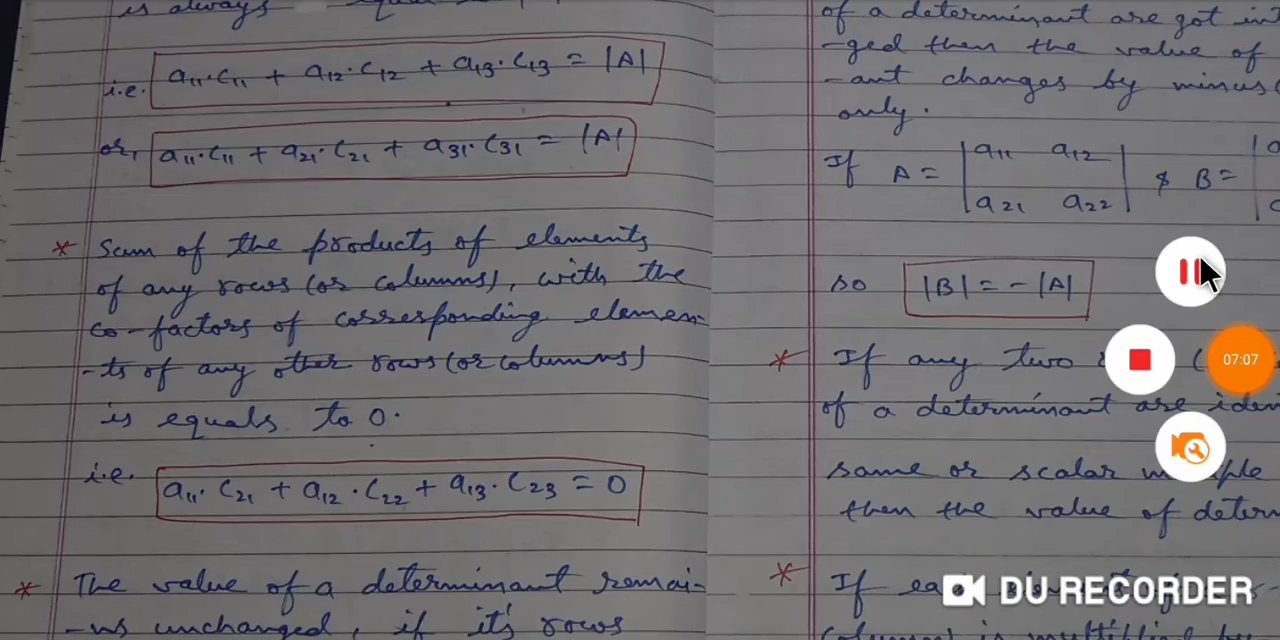 is always
i.e. a₁₁·C₁₁ + a₁₂·C₁₂ + a₁₃·C₁₃ = |A|
or, a₁₁·C₁₁ + a₂₁·C₂₁ + a₃₁·C₃₁ = |A|
* Sum of the products of elements
of any rows (or columns), with the
co-factors of corresponding elemen-
-ts of any other rows (or columns)
is equals to 0.
i.e. a₁₁·C₂₁ + a₁₂·C₂₂ + a₁₃·C₂₃ = 0
* The value of a determinant remai-
-ns unchanged, if it's rows
of a determinant are got int
-ged then the value of
-ant changes by minus
only.
If A = | a₁₁ a₁₂ | & B = |
a₂₁ a₂₂
so |B| = -|A|
* If any two
of a determinant are iden
same or scalar
then the value of determ
* If
07:07
DU RECORDER